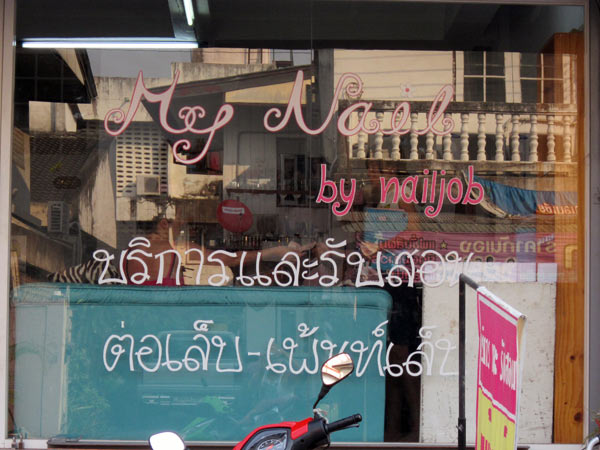 My Nail
by nailjob
บริการและรับสอน
ต่อเล็บ-เพ้นท์เล็บ